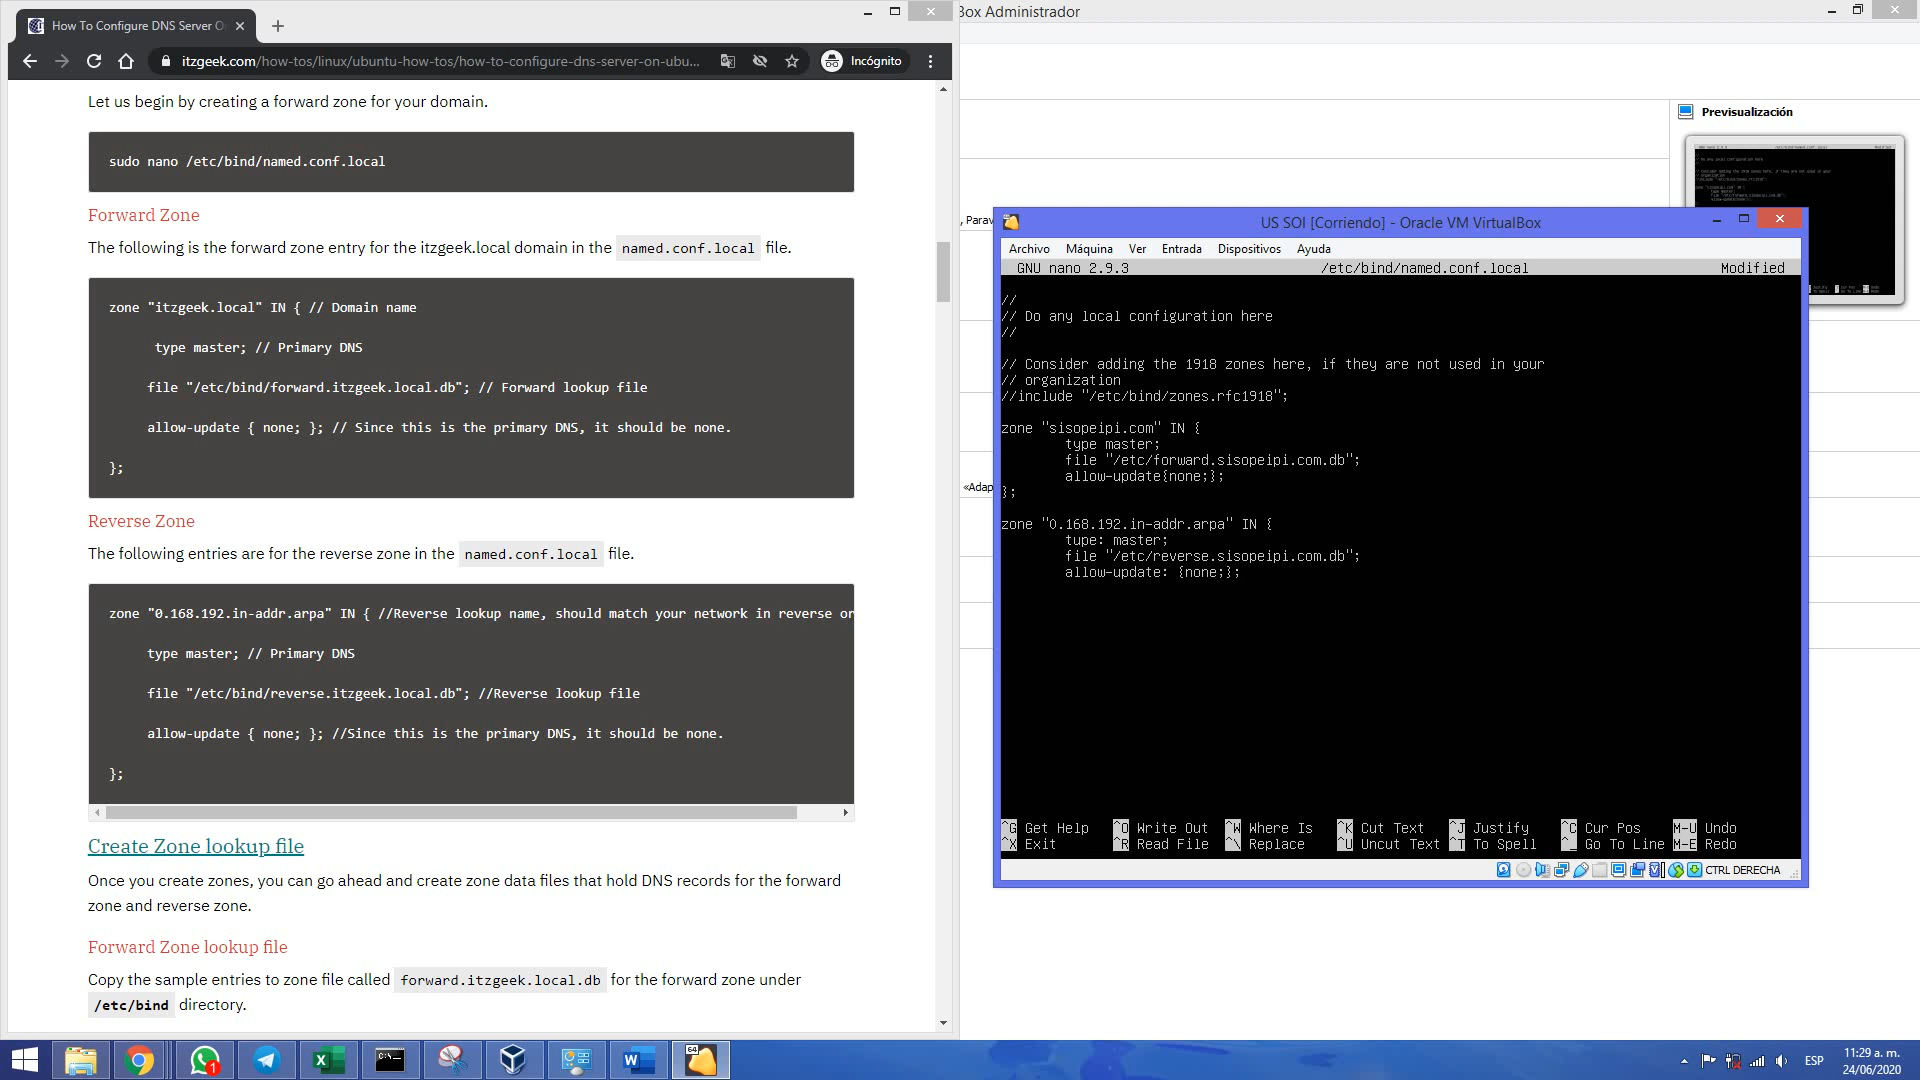 How To Configure DNS Server O
Box Administrador
itzgeek.com/how-tos/linux/ubuntu-how-tos/how-to-configure-dns-server-on-ubu...
Incógnito
Let us begin by creating a forward zone for your domain.
sudo nano /etc/bind/named.conf.local
Forward Zone
The following is the forward zone entry for the itzgeek.local domain in the named.conf.local file.
zone "itzgeek.local" IN { // Domain name
type master; // Primary DNS
file "/etc/bind/forward.itzgeek.local.db"; // Forward lookup file
allow-update { none; }; // Since this is the primary DNS, it should be none.
};
Reverse Zone
The following entries are for the reverse zone in the named.conf.local file.
zone "0.168.192.in-addr.arpa" IN { //Reverse lookup name, should match your network in reverse or
type master; // Primary DNS
file "/etc/bind/reverse.itzgeek.local.db"; //Reverse lookup file
allow-update { none; }; //Since this is the primary DNS, it should be none.
};
Create Zone lookup file
Once you create zones, you can go ahead and create zone data files that hold DNS records for the forward
zone and reverse zone.
Forward Zone lookup file
Copy the sample entries to zone file called forward.itzgeek.local.db for the forward zone under
/etc/bind directory.
Previsualización
, Parav
«Adap
US SOI [Corriendo] - Oracle VM VirtualBox
Archivo Máquina Ver Entrada Dispositivos Ayuda
GNU nano 2.9.3 /etc/bind/named.conf.local Modified
//
// Do any local configuration here
//
// Consider adding the 1918 zones here, if they are not used in your
// organization
//include "/etc/bind/zones.rfc1918";
zone "sisopeipi.com" IN {
type master;
file "/etc/forward.sisopeipi.com.db";
allow-update{none;};
};
zone "0.168.192.in-addr.arpa" IN {
tupe: master;
file "/etc/reverse.sisopeipi.com.db";
allow-update: {none;};
^G Get Help ^O Write Out ^W Where Is ^K Cut Text ^J Justify ^C Cur Pos M-U Undo
^X Exit ^R Read File ^\ Replace ^U Uncut Text ^T To Spell ^_ Go To Line M-E Redo
CTRL DERECHA
1
64
ESP
11:29 a. m.
24/06/2020